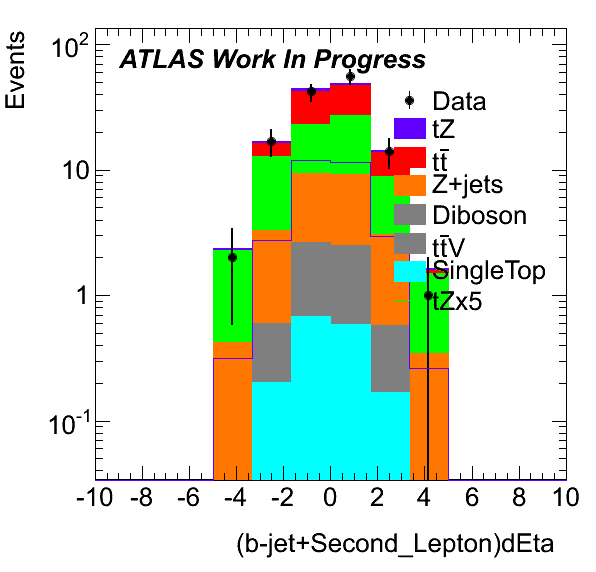 Events
10²
10
1
10⁻¹
ATLAS Work In Progress
Data
tZ
tt̄
Z+jets
Diboson
tt̄V
SingleTop
tZx5
-10 -8 -6 -4 -2 0 2 4 6 8 10
(b-jet+Second_Lepton)dEta